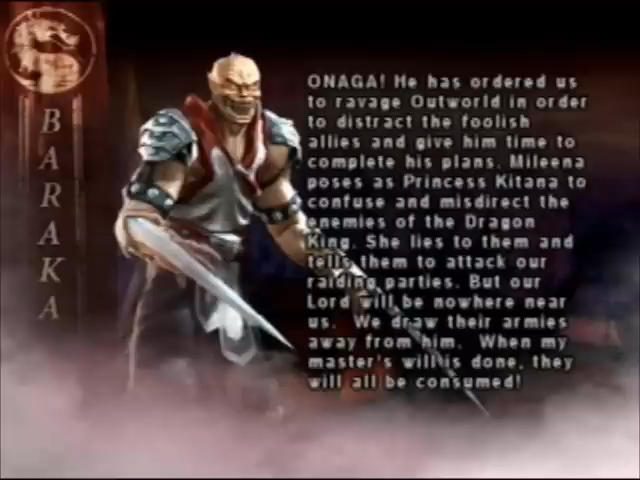 BARAKA
ONAGA! He has ordered us
to ravage Outworld in order
to distract the foolish
allies and give him time to
complete his plans. Mileena
poses as Princess Kitana to
confuse and misdirect the
enemies of the Dragon
King. She lies to them and
tells them to attack our
raiding parties. But our
Lord will be nowhere near
us. We draw their armies
away from him. When my
master's will is done, they
will all be consumed!